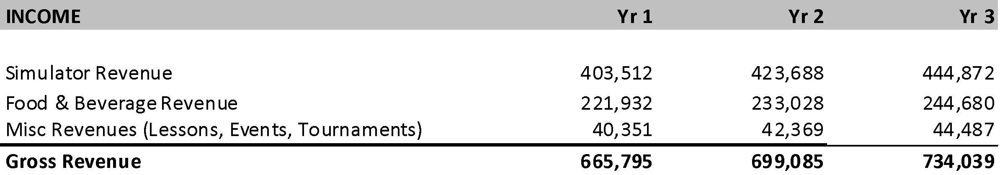 INCOME Yr 1 Yr 2 Yr 3
Simulator Revenue 403,512 423,688 444,872
Food & Beverage Revenue 221,932 233,028 244,680
Misc Revenues (Lessons, Events, Tournaments) 40,351 42,369 44,487
Gross Revenue 665,795 699,085 734,039